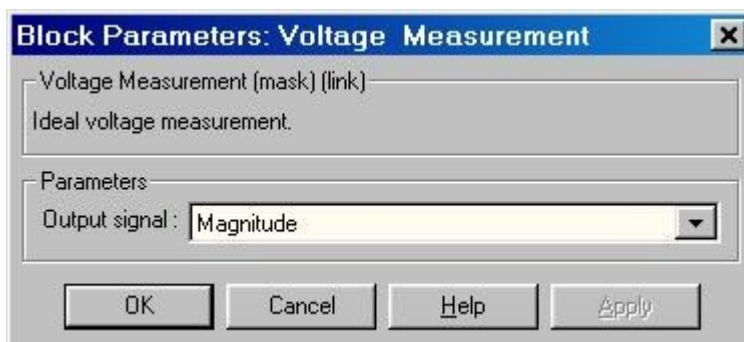 Block Parameters: Voltage Measurement
Voltage Measurement (mask) (link)
Ideal voltage measurement.
Parameters
Output signal : Magnitude
OK Cancel Help Apply